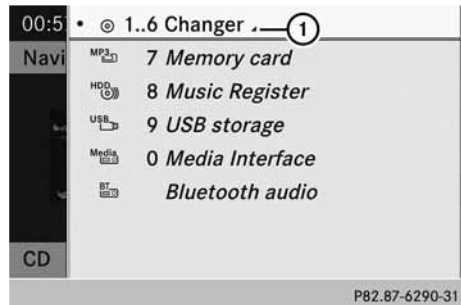 00:5 • 1..6 Changer 1
Navi MP3 7 Memory card
HDD 8 Music Register
USB 9 USB storage
Media 0 Media Interface
BT Bluetooth audio
CD
P82.87-6290-31